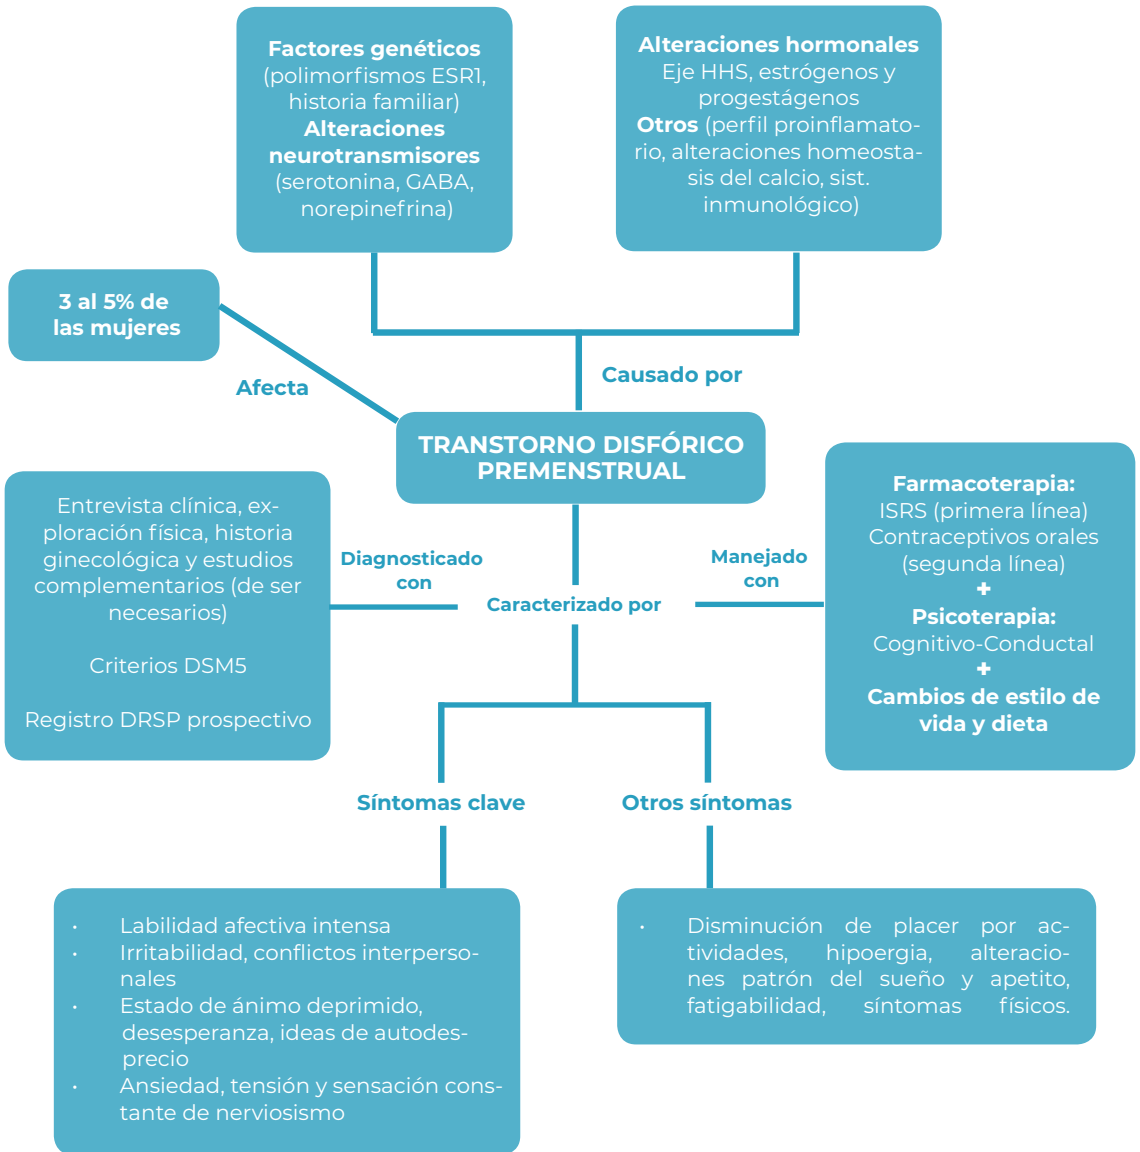 Factores genéticos
(polimorfismos ESR1,
historia familiar)
Alteraciones
neurotransmisores
(serotonina, GABA,
norepinefrina)
Alteraciones hormonales
Eje HHS, estrógenos y
progestágenos
Otros (perfil proinflamato-
rio, alteraciones homeosta-
sis del calcio, sist.
inmunológico)
3 al 5% de
las mujeres
Afecta
Causado por
TRANSTORNO DISFÓRICO
PREMENSTRUAL
Entrevista clínica, ex-
ploración física, historia
ginecológica y estudios
complementarios (de ser
necesarios)
Criterios DSM5
Registro DRSP prospectivo
Diagnosticado
con
Caracterizado por
Manejado
con
Farmacoterapia:
ISRS (primera línea)
Contraceptivos orales
(segunda línea)
+
Psicoterapia:
Cognitivo-Conductal
+
Cambios de estilo de
vida y dieta
Síntomas clave
Otros síntomas
· Labilidad afectiva intensa
· Irritabilidad, conflictos interperso-
nales
· Estado de ánimo deprimido,
desesperanza, ideas de autodes-
precio
· Ansiedad, tensión y sensación cons-
tante de nerviosismo
· Disminución de placer por ac-
tividades, hipoergia, alteracio-
nes patrón del sueño y apetito,
fatigabilidad, síntomas físicos.